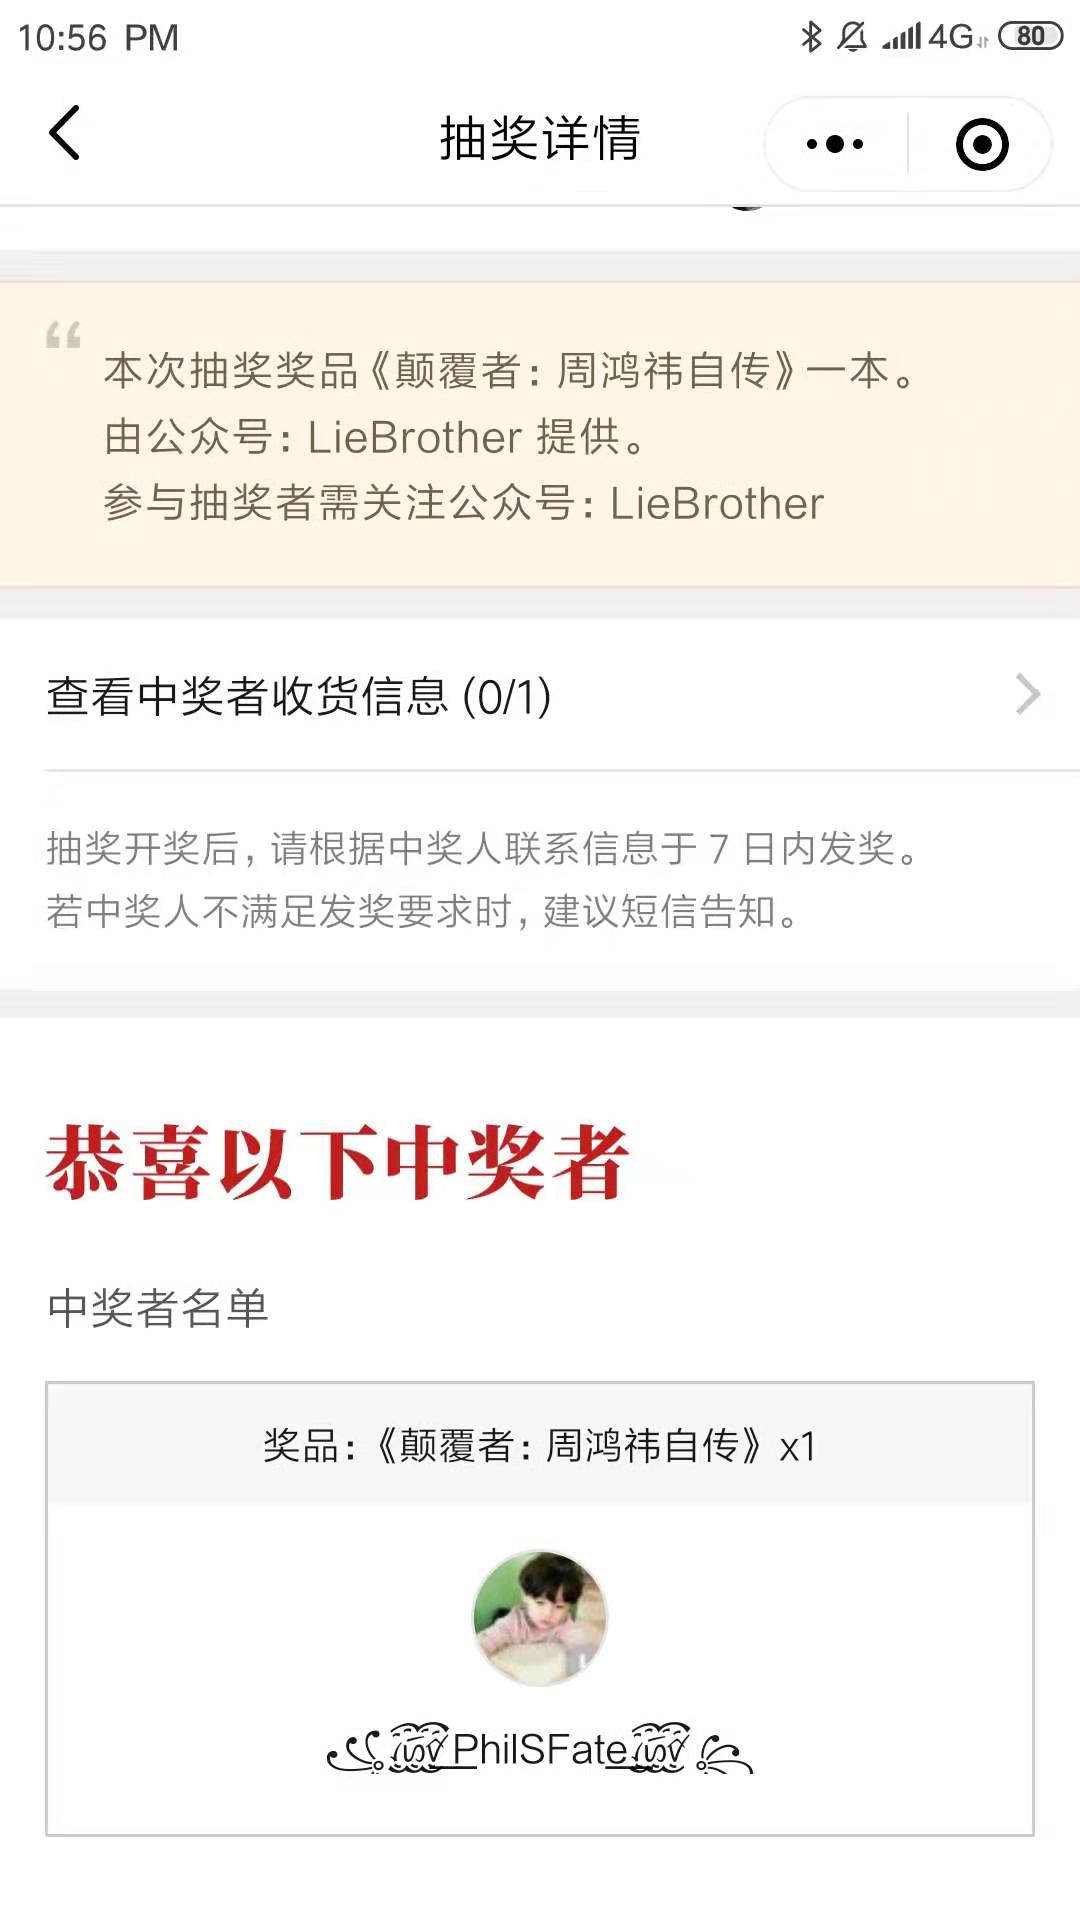 10:56 PM
4G
80
抽奖详情
本次抽奖奖品《颠覆者：周鸿祎自传》一本。
由公众号：LieBrother 提供。
参与抽奖者需关注公众号：LieBrother
查看中奖者收货信息 (0/1)
抽奖开奖后，请根据中奖人联系信息于 7 日内发奖。
若中奖人不满足发奖要求时，建议短信告知。
恭喜以下中奖者
中奖者名单
奖品：《颠覆者：周鸿祎自传》x1
PhilSFate